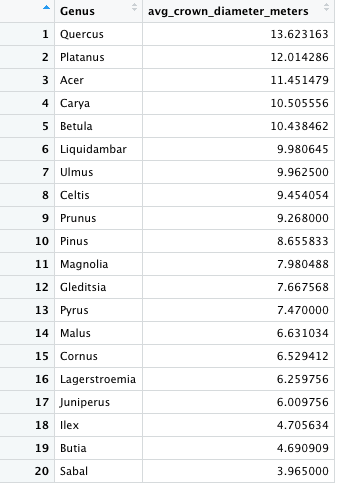 Genus avg_crown_diameter_meters
1 Quercus 13.623163
2 Platanus 12.014286
3 Acer 11.451479
4 Carya 10.505556
5 Betula 10.438462
6 Liquidambar 9.980645
7 Ulmus 9.962500
8 Celtis 9.454054
9 Prunus 9.268000
10 Pinus 8.655833
11 Magnolia 7.980488
12 Gleditsia 7.667568
13 Pyrus 7.470000
14 Malus 6.631034
15 Cornus 6.529412
16 Lagerstroemia 6.259756
17 Juniperus 6.009756
18 Ilex 4.705634
19 Butia 4.690909
20 Sabal 3.965000